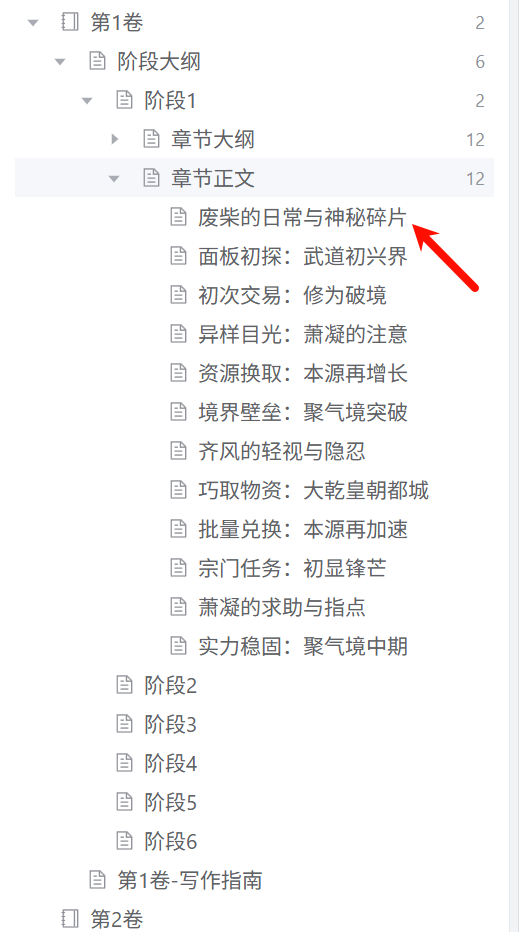 第1卷 2
阶段大纲 6
阶段1 2
章节大纲 12
章节正文 12
废柴的日常与神秘碎片
面板初探：武道初兴界
初次交易：修为破境
异样目光：萧凝的注意
资源换取：本源再增长
境界壁垒：聚气境突破
齐风的轻视与隐忍
巧取物资：大乾皇朝都城
批量兑换：本源再加速
宗门任务：初显锋芒
萧凝的求助与指点
实力稳固：聚气境中期
阶段2
阶段3
阶段4
阶段5
阶段6
第1卷-写作指南
第2卷